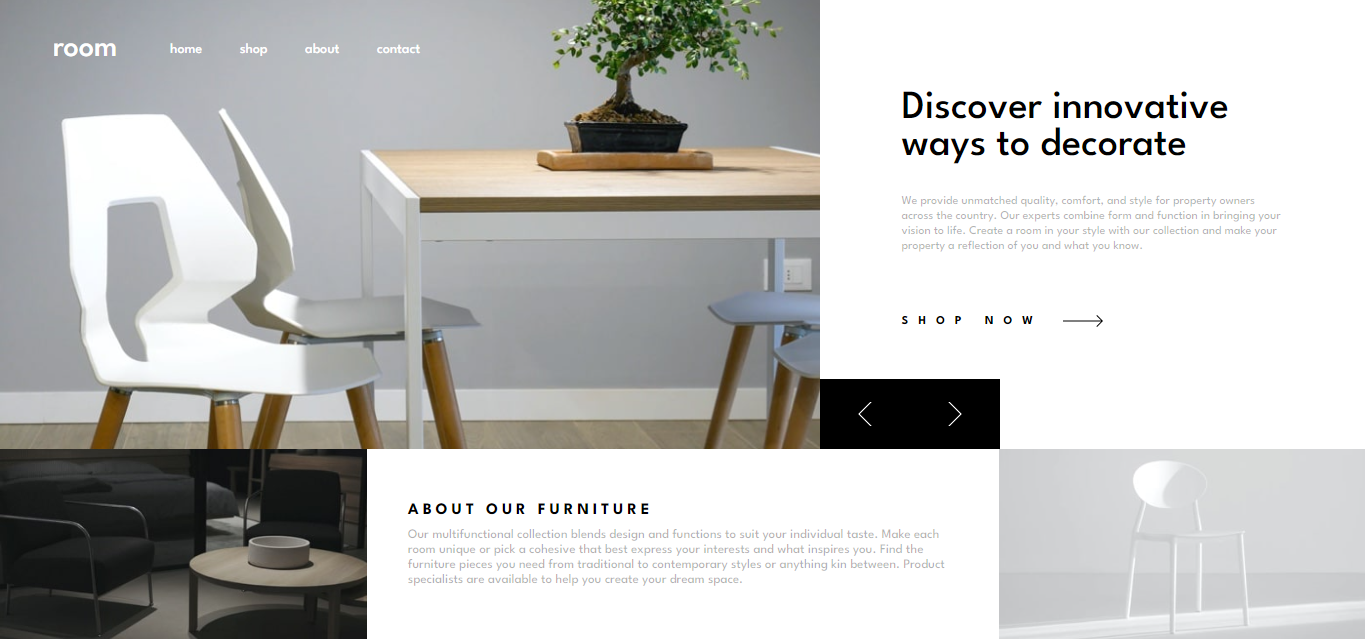 room
home shop about contact
Discover innovative
ways to decorate
We provide unmatched quality, comfort, and style for property owners
across the country. Our experts combine form and function in bringing your
vision to life. Create a room in your style with our collection and make your
property a reflection of you and what you know.
SHOP NOW
ABOUT OUR FURNITURE
Our multifunctional collection blends design and functions to suit your individual taste. Make each
room unique or pick a cohesive that best express your interests and what inspires you. Find the
furniture pieces you need from traditional to contemporary styles or anything kin between. Product
specialists are available to help you create your dream space.